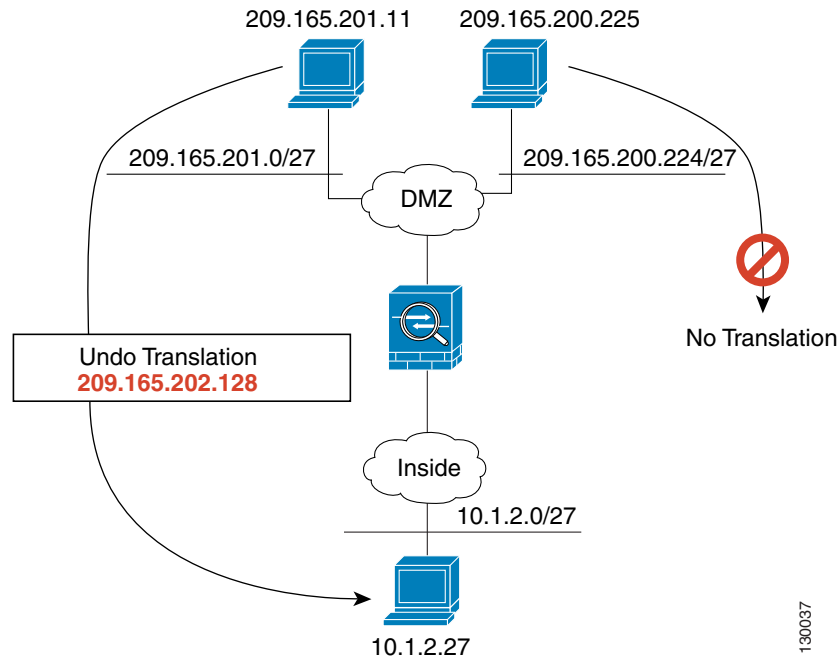 209.165.201.11
209.165.200.225
209.165.201.0/27
209.165.200.224/27
DMZ
No Translation
Undo Translation
209.165.202.128
Inside
10.1.2.0/27
10.1.2.27
130037